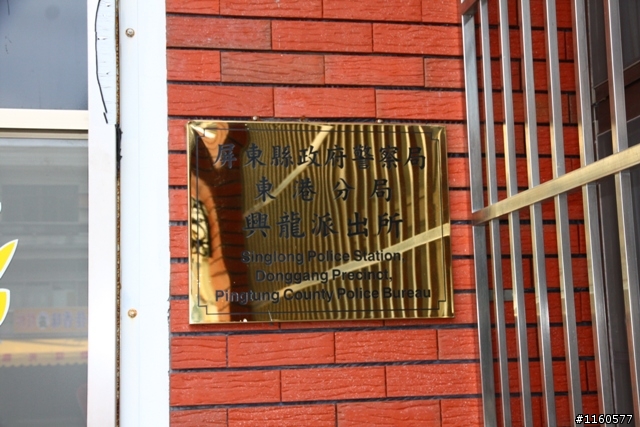 屏東縣政府警察局
東港分局
興龍派出所
Singlong Police Station,
Donggang Precinct,
Pingtung County Police Bureau
#1160577